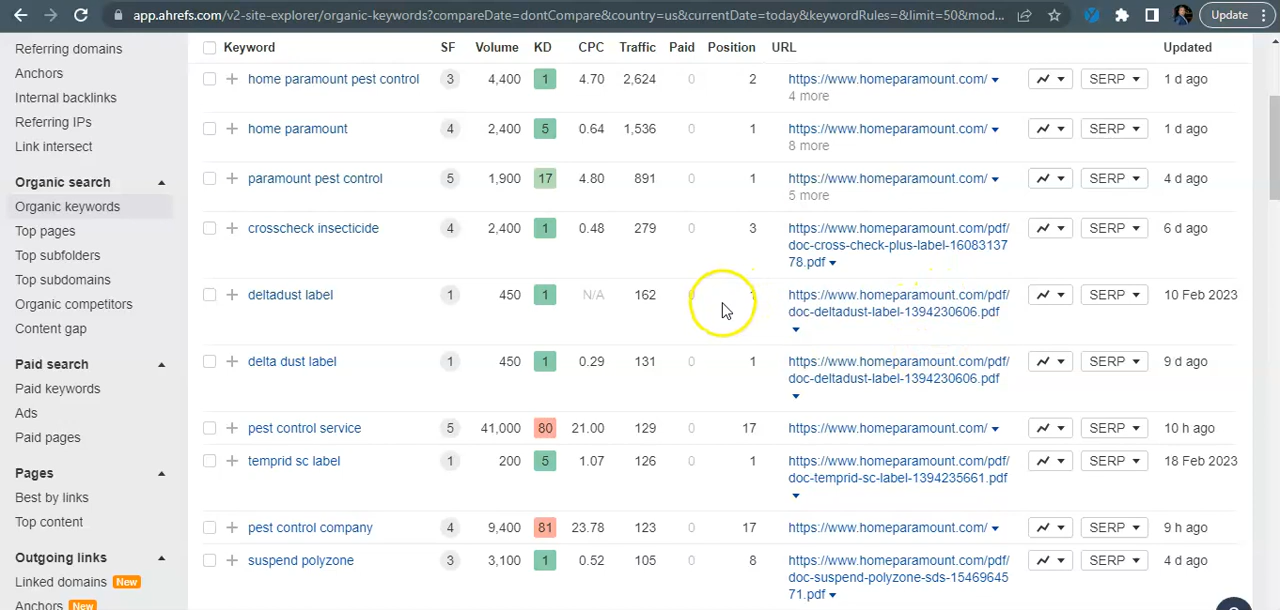 app.ahrefs.com/v2-site-explorer/organic-keywords?compareDate=dontCompare&country=us&currentDate=today&keywordRules=&limit=50&mod... Update
Referring domains
Anchors
Internal backlinks
Referring IPs
Link intersect
Organic search
Organic keywords
Top pages
Top subfolders
Top subdomains
Organic competitors
Content gap
Paid search
Paid keywords
Ads
Paid pages
Pages
Best by links
Top content
Outgoing links
Linked domains New
Anchors New
Keyword SF Volume KD CPC Traffic Paid Position URL Updated
home paramount pest control 3 4,400 1 4.70 2,624 0 2 https://www.homeparamount.com/ SERP 1 d ago
4 more
home paramount 4 2,400 5 0.64 1,536 0 1 https://www.homeparamount.com/ SERP 1 d ago
8 more
paramount pest control 5 1,900 17 4.80 891 0 1 https://www.homeparamount.com/ SERP 4 d ago
5 more
crosscheck insecticide 4 2,400 1 0.48 279 0 3 https://www.homeparamount.com/pdf/ SERP 6 d ago
doc-cross-check-plus-label-16083137
78.pdf
deltadust label 1 450 1 N/A 162 0 1 https://www.homeparamount.com/pdf/ SERP 10 Feb 2023
doc-deltadust-label-1394230606.pdf
delta dust label 1 450 1 0.29 131 0 1 https://www.homeparamount.com/pdf/ SERP 9 d ago
doc-deltadust-label-1394230606.pdf
pest control service 5 41,000 80 21.00 129 0 17 https://www.homeparamount.com/ SERP 10 h ago
temprid sc label 1 200 5 1.07 126 0 1 https://www.homeparamount.com/pdf/ SERP 18 Feb 2023
doc-temprid-sc-label-1394235661.pdf
pest control company 4 9,400 81 23.78 123 0 17 https://www.homeparamount.com/ SERP 9 h ago
suspend polyzone 3 3,100 1 0.52 105 0 8 https://www.homeparamount.com/pdf/ SERP 4 d ago
doc-suspend-polyzone-sds-15469645
71.pdf